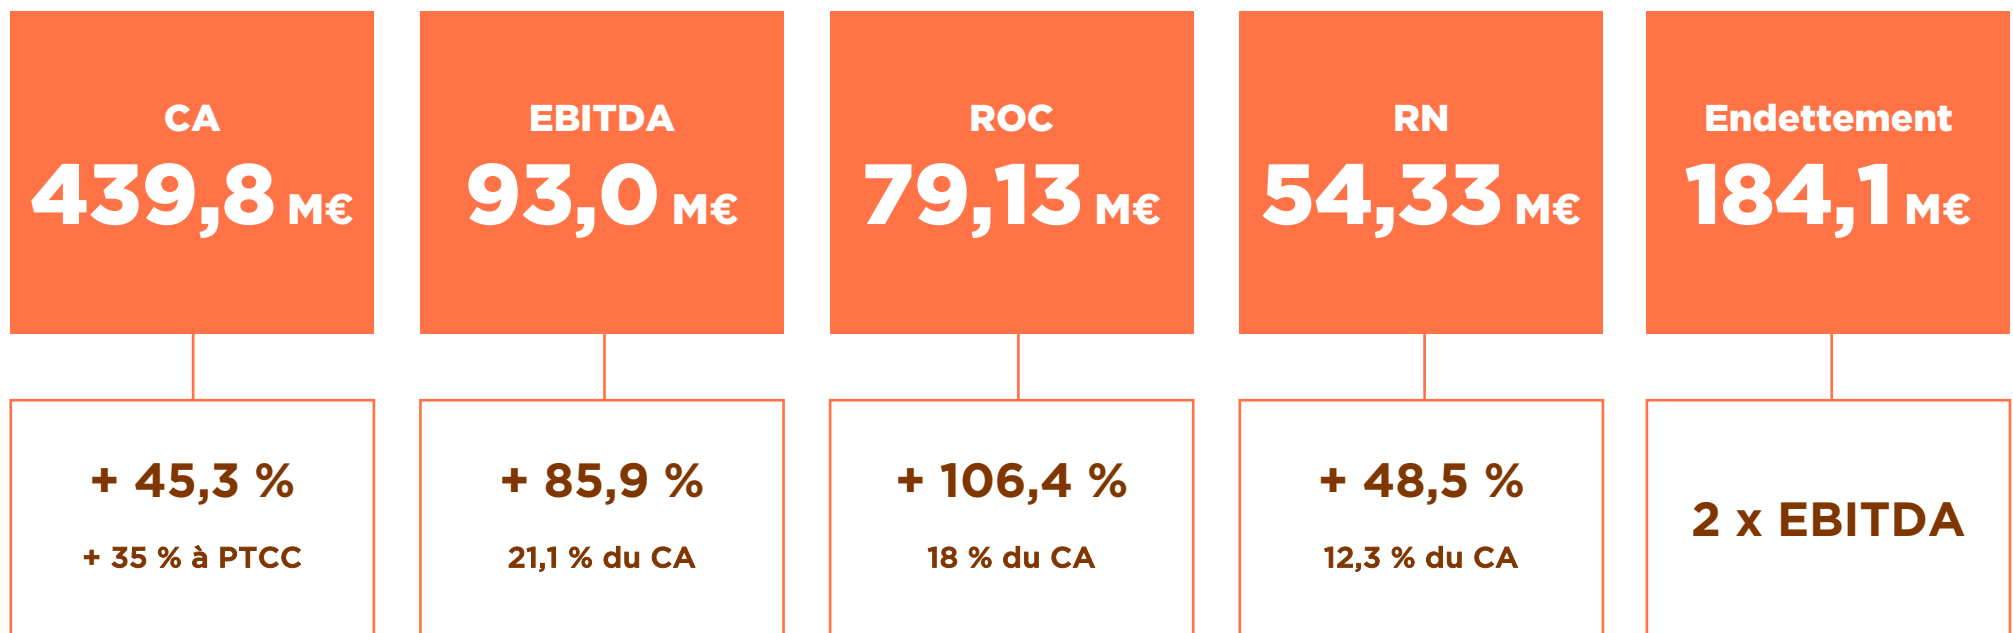 CA
439,8 M€
+ 45,3 %
+ 35 % à PTCC
EBITDA
93,0 M€
+ 85,9 %
21,1 % du CA
ROC
79,13 M€
+ 106,4 %
18 % du CA
RN
54,33 M€
+ 48,5 %
12,3 % du CA
Endettement
184,1 M€
2 x EBITDA